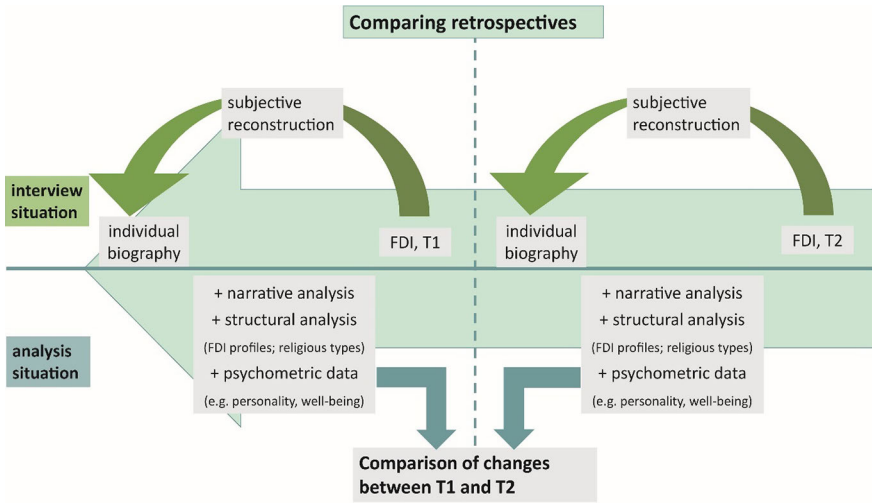 Comparing retrospectives
subjective
reconstruction
subjective
reconstruction
interview
situation
individual
biography
FDI, T1
individual
biography
FDI, T2
+ narrative analysis
+ structural analysis
(FDI profiles; religious types)
+ psychometric data
(e.g. personality, well-being)
+ narrative analysis
+ structural analysis
(FDI profiles; religious types)
+ psychometric data
(e.g. personality, well-being)
analysis
situation
Comparison of changes
between T1 and T2